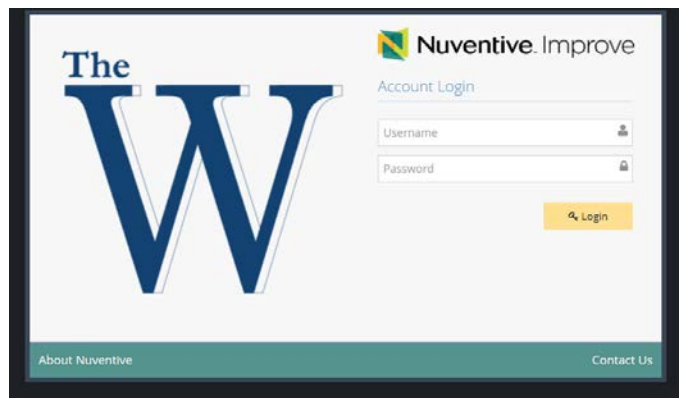 The
W
Nuventive. Improve
Account Login
Username
Password
Login
About Nuventive
Contact Us